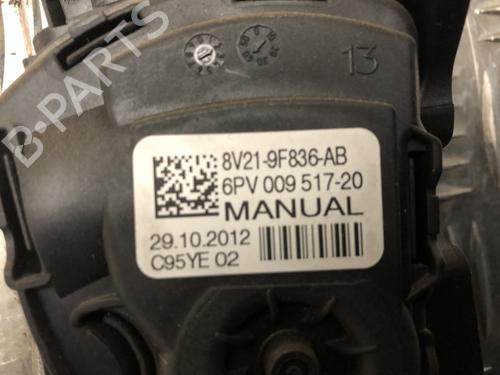 B-PARTS
13
8V21-9F836-AB
6PV 009 517-20
MANUAL
29.10.2012
C95YE 02